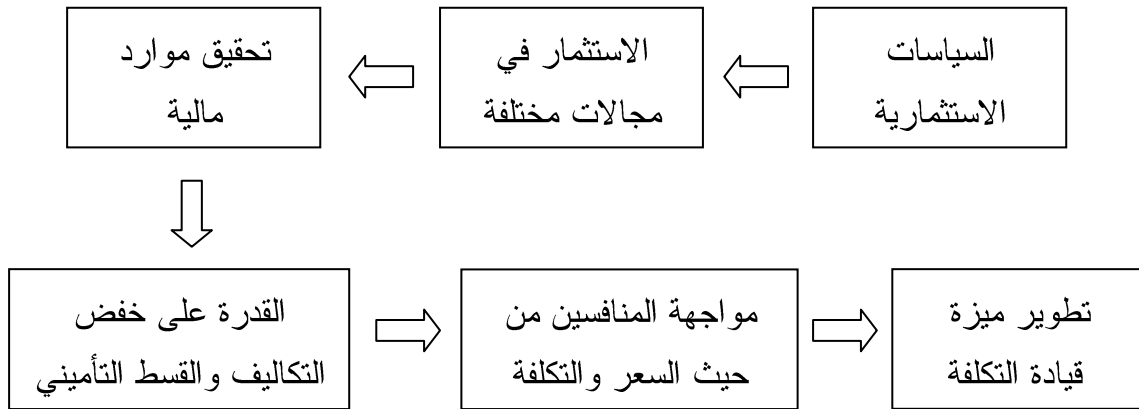 السياسات
الاستثمارية
الاستثمار في
مجالات مختلفة
تحقيق موارد
مالية
القدرة على خفض
التكاليف والقسط التأميني
مواجهة المنافسين من
حيث السعر والتكلفة
تطوير ميزة
قيادة التكلفة